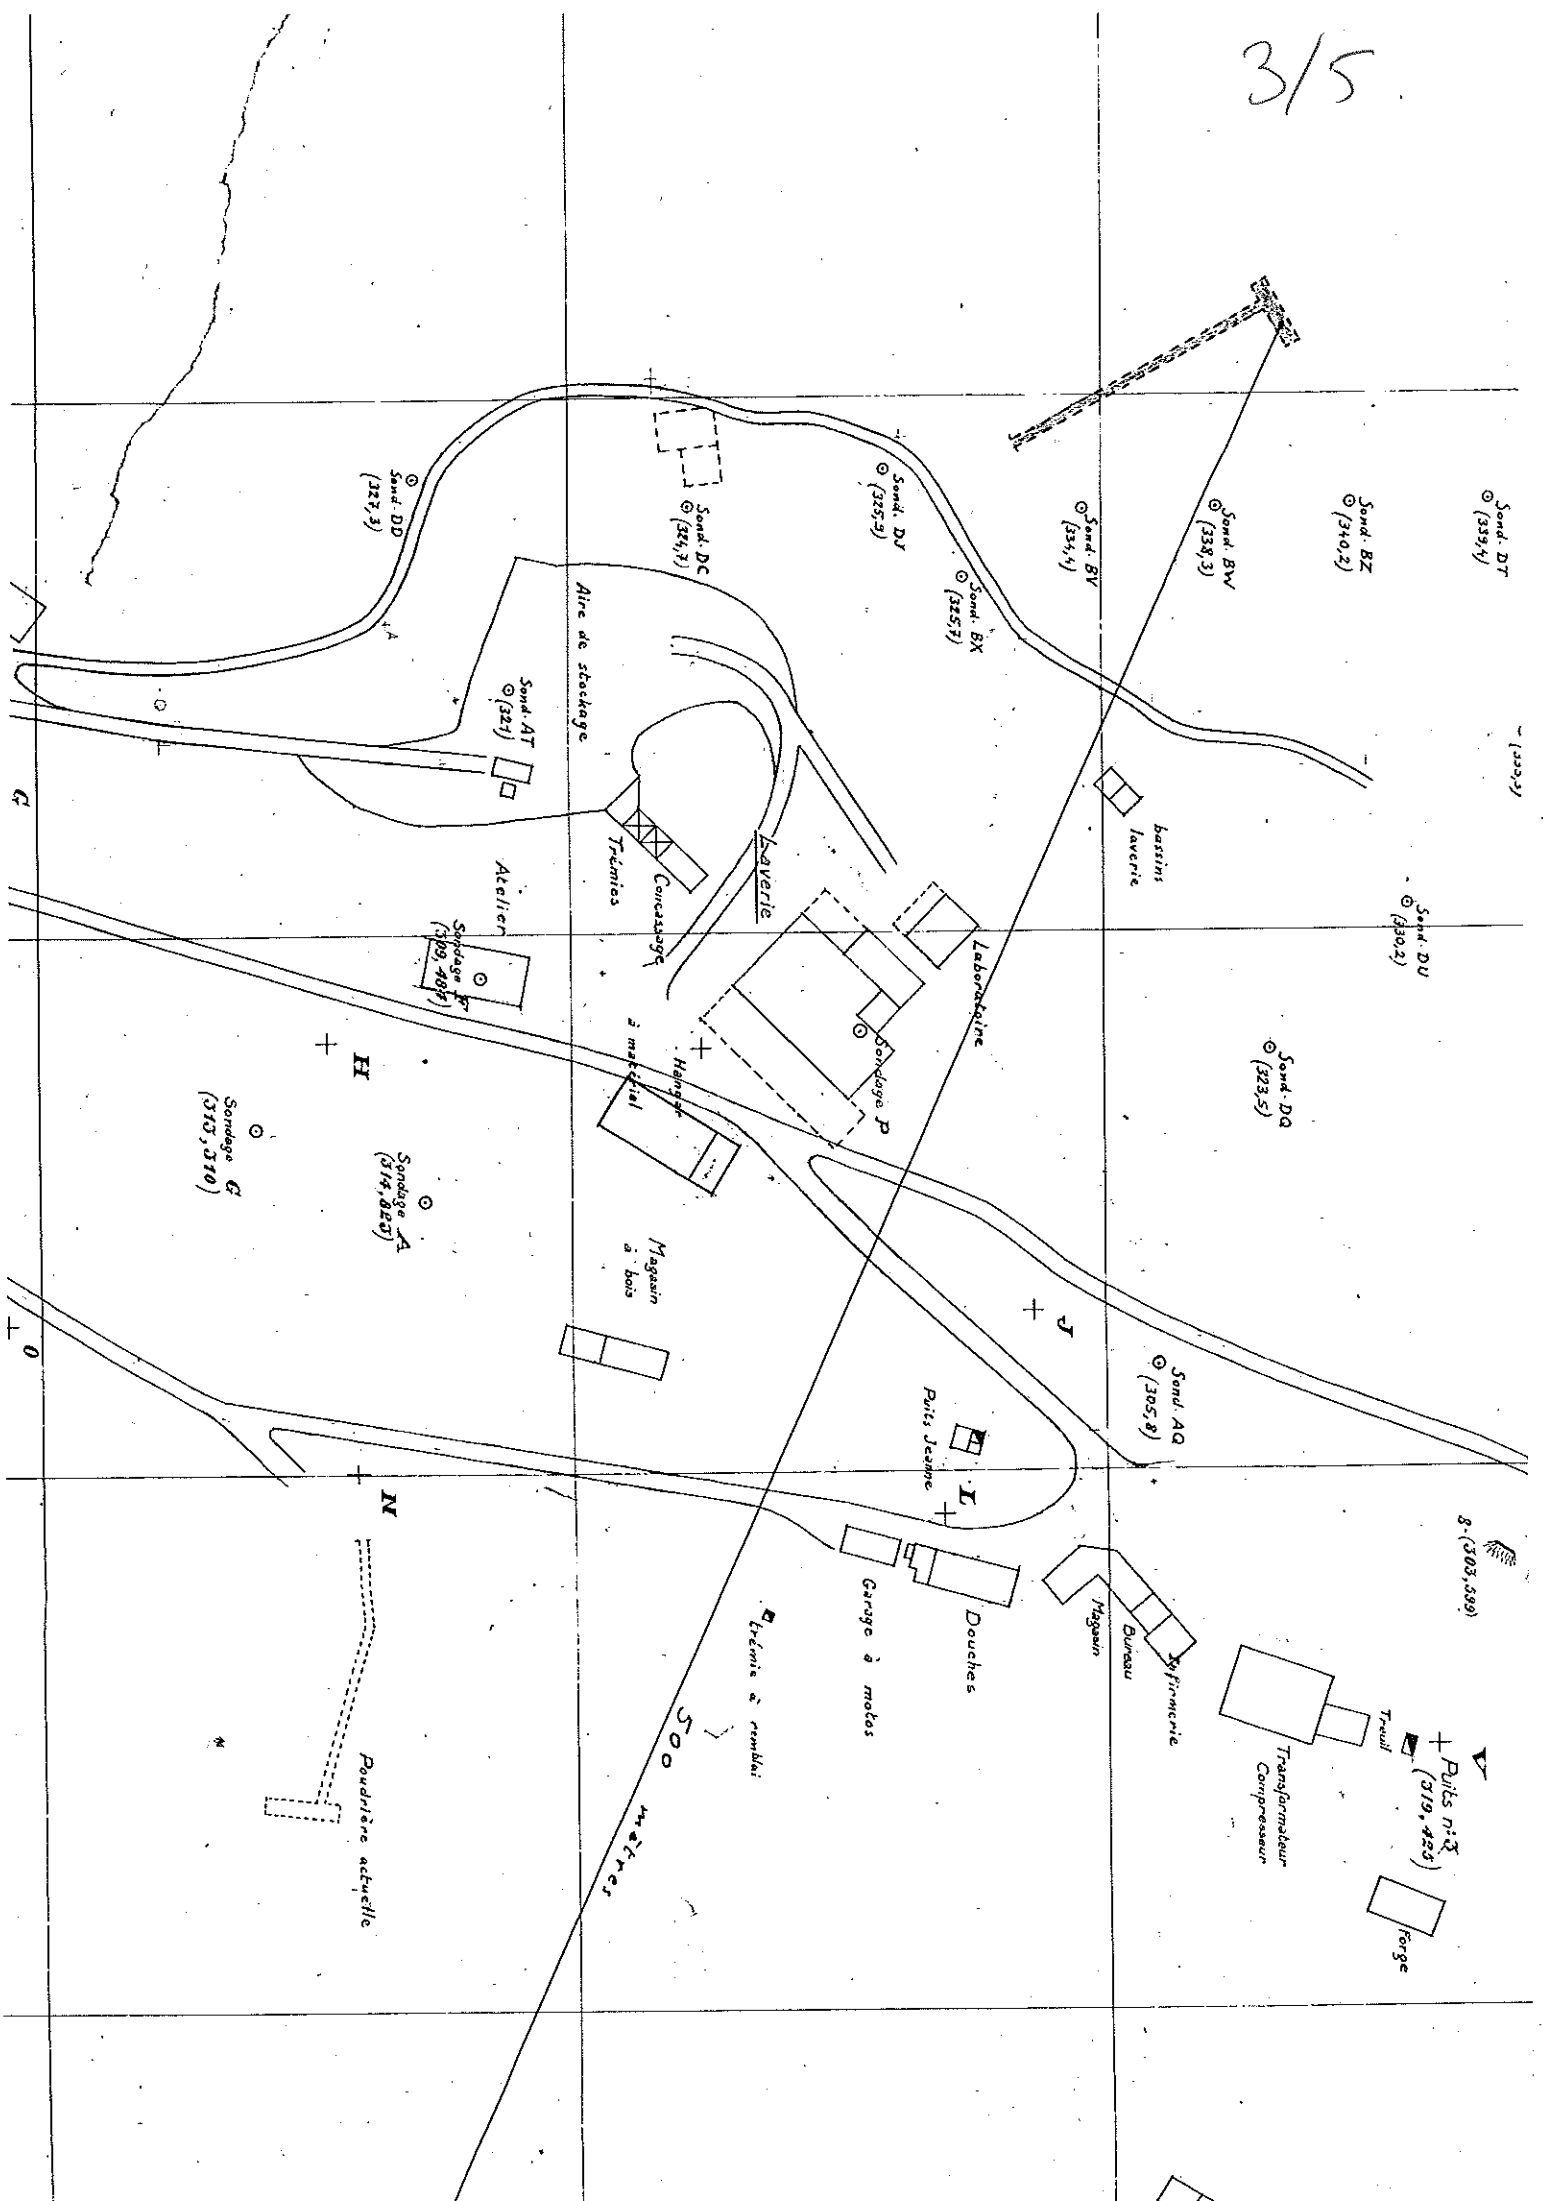 3/5.
Sond. DT
(339,4)
Sond. BZ
(340,2)
Sond. BW
(338,3)
Sond. BV
(334,4)
Sond. DJ
(325,9)
Sond. BX
(325,7)
Sond. DC
(324,7)
Sond. DD
(327,3)
Aire de stockage
Sond. AT
(321)
bassins
laverie
Sond. DU
(330,2)
Sond. DQ
(323,5)
Laverie
Trémies
Concassage
Atelier
Laboratoire
Sondage P
Sondage F
G
H
Hangar
à matériel
Sondage G
(313,310)
Sondage A
(314,823)
Magasin
à bois
J
Sond. AQ
(305,8)
Puits Jeanne
L
O
N
8-(303,599)
Garage à motos
Douches
Magasin
Bureau
Infirmerie
Treuil
Transformateur
Compresseur
Puits n°3
(319,425)
Forge
trémie à remblai
500 mètres
Poudrière actuelle